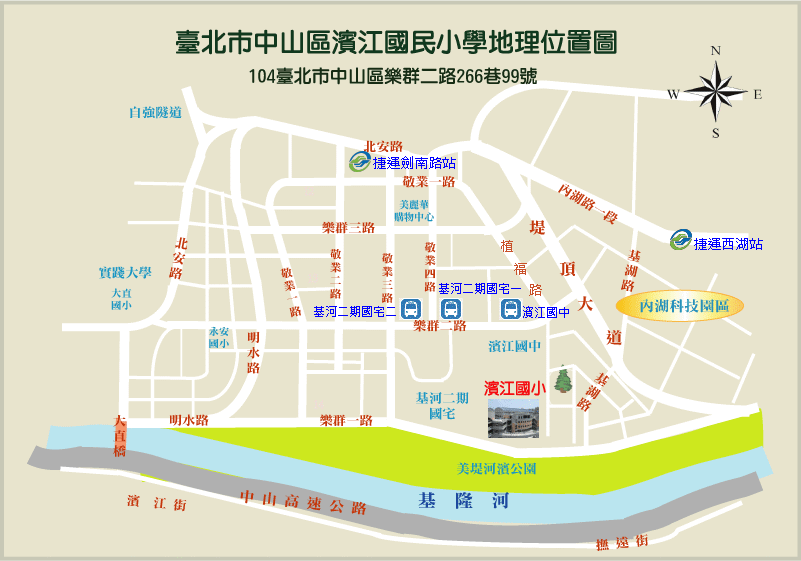 臺北市中山區濱江國民小學地理位置圖
104臺北市中山區樂群二路266巷99號
N
W
E
S
自強隧道
北安路
捷運劍南路站
敬業一路
內湖路一段
美麗華
購物中心
樂群三路
堤頂大道
植福路
捷運西湖站
北安路
敬業一路
敬業二路
敬業三路
敬業四路
基湖路
實踐大學
大直
國小
基河二期國宅一
基河二期國宅二
濱江國中
內湖科技園區
樂群二路
永安
國小
明水路
濱江國中
濱江國小
基湖路
基河二期
國宅
大直橋
明水路
樂群一路
美堤河濱公園
濱江街
中山高速公路
基隆河
撫遠街